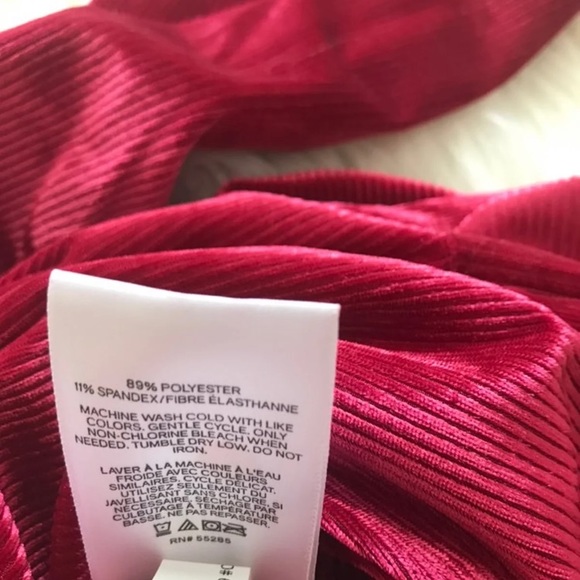 89% POLYESTER
11% SPANDEX/FIBRE ÉLASTHANNE
MACHINE WASH COLD WITH LIKE
COLORS. GENTLE CYCLE. ONLY
NON-CHLORINE BLEACH WHEN
NEEDED. TUMBLE DRY LOW. DO NOT
IRON.
LAVER À LA MACHINE À L'EAU
FROIDE AVEC COULEURS
SIMILAIRES, CYCLE DÉLICAT.
UTILISEZ SEULEMENT DU
JAVELLISANT SANS CHLORE, SI
NÉCESSAIRE. SÉCHAGE PAR
CULBUTAGE À TEMPÉRATURE
BASSE. NE PAS REPASSER.
RN# 55285